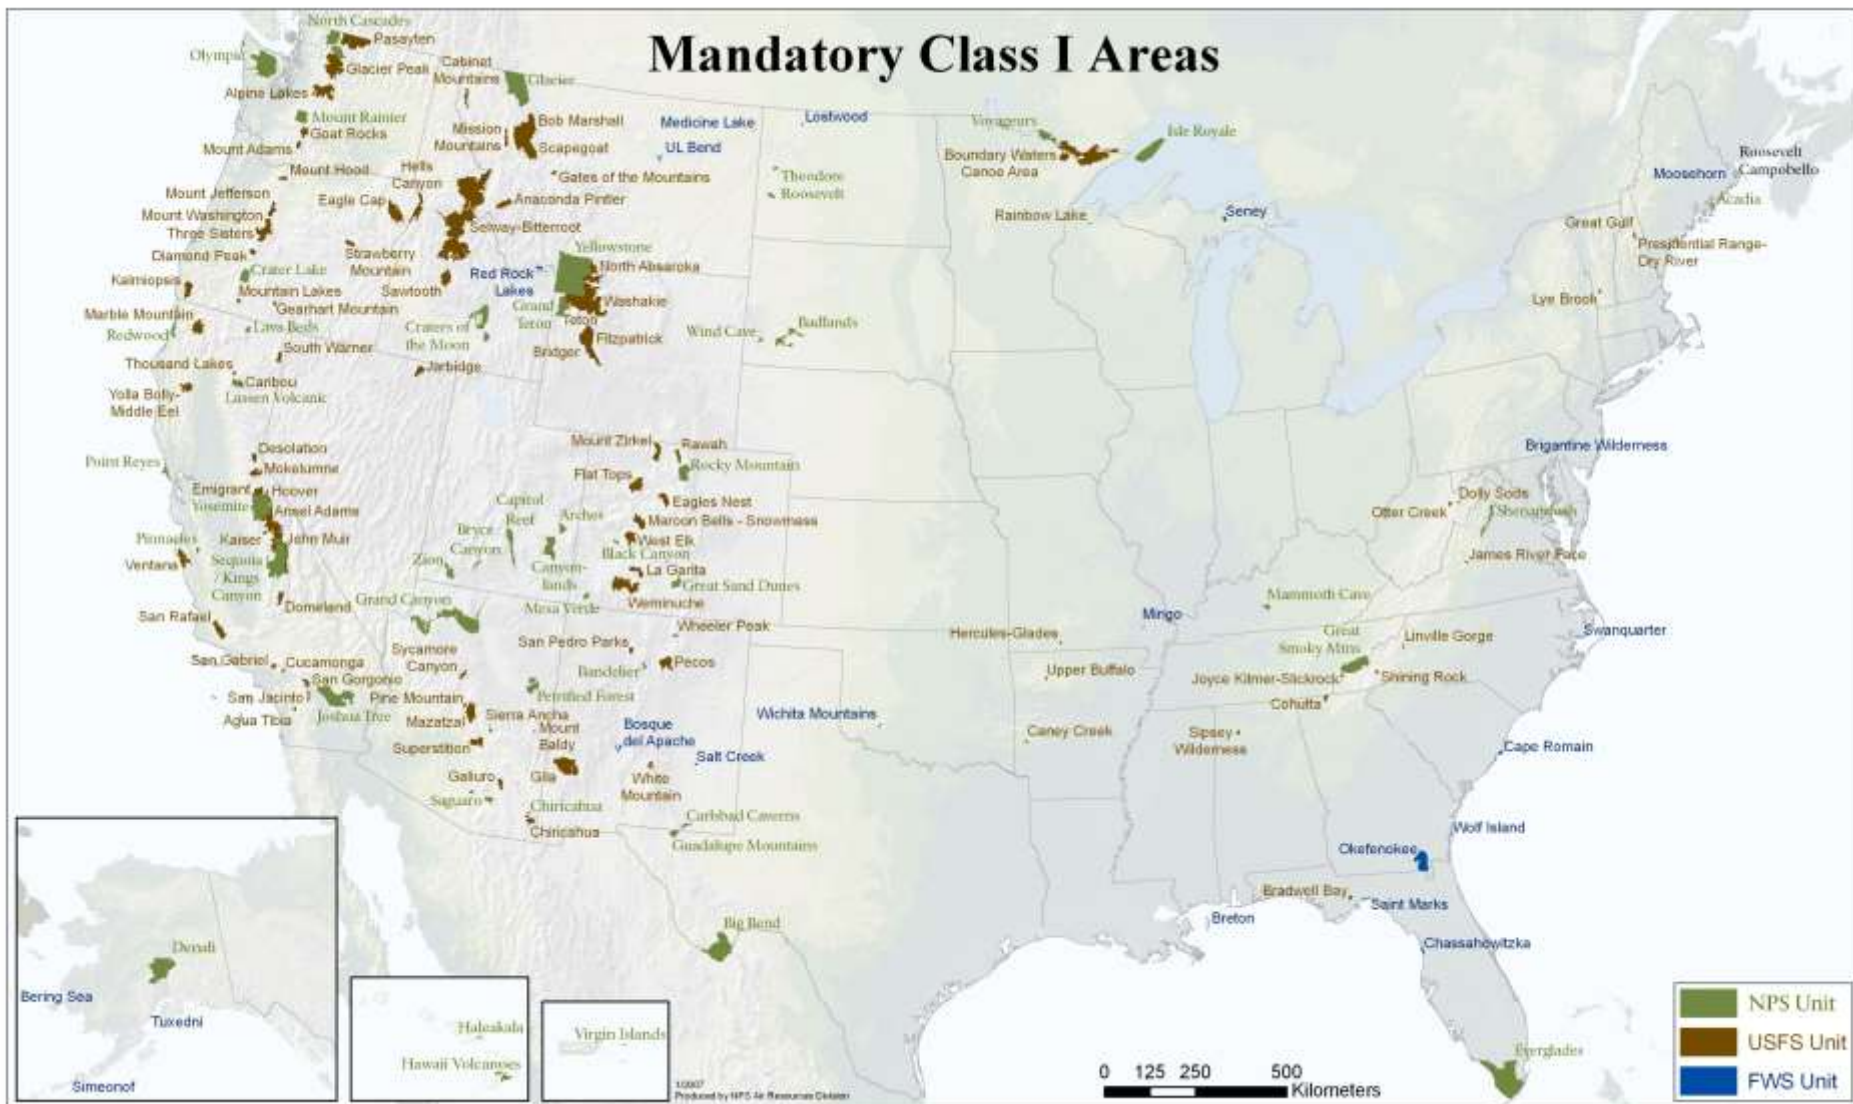 Mandatory Class I Areas
North Cascades
Pasayten
Olympic
Glacier Peak
Alpine Lakes
Cabinet
Mountains
Glacier
Mount Rainier
Goat Rocks
Mount Adams
Mission
Mountains
Bob Marshall
Scapegoat
Medicine Lake
UL Bend
Lostwood
Voyageurs
Isle Royale
Boundary Waters
Canoe Area
Roosevelt
Campobello
Moosehorn
Acadia
Mount Hood
Hells
Canyon
Gates of the Mountains
Theodore
Roosevelt
Mount Jefferson
Eagle Cap
Anaconda Pintler
Mount Washington
Three Sisters
Selway-Bitterroot
Rainbow Lake
Seney
Great Gulf
Presidential Range-
Dry River
Diamond Peak
Strawberry
Mountain
Yellowstone
North Absaroka
Crater Lake
Red Rock
Lakes
Kalmiopsis
Mountain Lakes
Sawtooth
Washakie
Lye Brook
Gearhart Mountain
Grand
Teton
Teton
Marble Mountain
Redwood
Lava Beds
Craters of
the Moon
Fitzpatrick
Bridger
Wind Cave
Badlands
South Warner
Thousand Lakes
Jarbidge
Caribou
Lassen Volcanic
Yolla Bolly-
Middle Eel
Desolation
Mokelumne
Mount Zirkel
Rawah
Brigantine Wilderness
Point Reyes
Rocky Mountain
Flat Tops
Emigrant
Hoover
Yosemite
Ansel Adams
Capitol
Reef
Arches
Eagles Nest
Dolly Sods
Otter Creek
Shenandoah
Maroon Bells - Snowmass
Bryce
Canyon
Pinnacles
Kaiser
John Muir
West Elk
Black Canyon
James River Face
Ventana
Sequoia
/ Kings
Canyon
Zion
Canyon-
lands
La Garita
Great Sand Dunes
Mammoth Cave
Domeland
Grand Canyon
Mesa Verde
Weminuche
Mingo
San Rafael
Sycamore
Canyon
San Pedro Parks
Wheeler Peak
Hercules-Glades
Great
Smoky Mtns
Linville Gorge
Swanquarter
San Gabriel
Cucamonga
Bandelier
Pecos
Upper Buffalo
Joyce Kilmer-Slickrock
Shining Rock
San Gorgonio
San Jacinto
Joshua Tree
Pine Mountain
Petrified Forest
Cohutta
Agua Tibia
Mazatzal
Sierra Ancha
Mount
Baldy
Bosque
del Apache
Wichita Mountains
Caney Creek
Sipsey
Wilderness
Superstition
Salt Creek
Cape Romain
Galiuro
Gila
White
Mountain
Saguaro
Chiricahua
Chiricahua
Carlsbad Caverns
Guadalupe Mountains
Wolf Island
Okefenokee
Bradwell Bay
Saint Marks
Breton
Big Bend
Chassahowitzka
Everglades
Denali
Bering Sea
Tuxedni
Simeonof
Haleakala
Hawaii Volcanoes
Virgin Islands
Produced by NPS Air Resources Division
0 125 250 500
Kilometers
NPS Unit
USFS Unit
FWS Unit